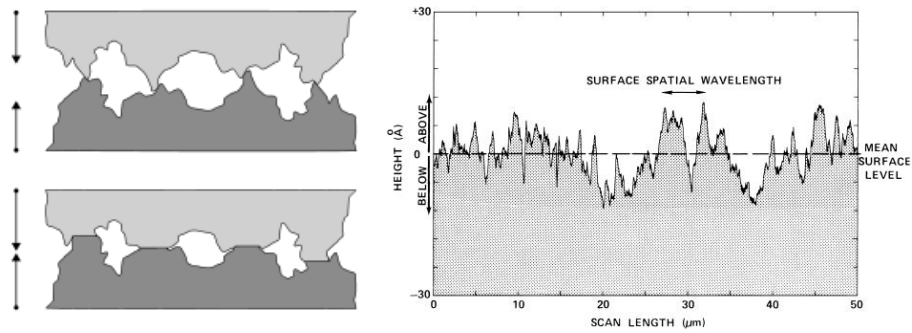 +30
SURFACE SPATIAL WAVELENGTH
HEIGHT (Å)
BELOW
ABOVE
0
MEAN
SURFACE
LEVEL
−30
0
10
20
30
40
50
SCAN LENGTH (μm)